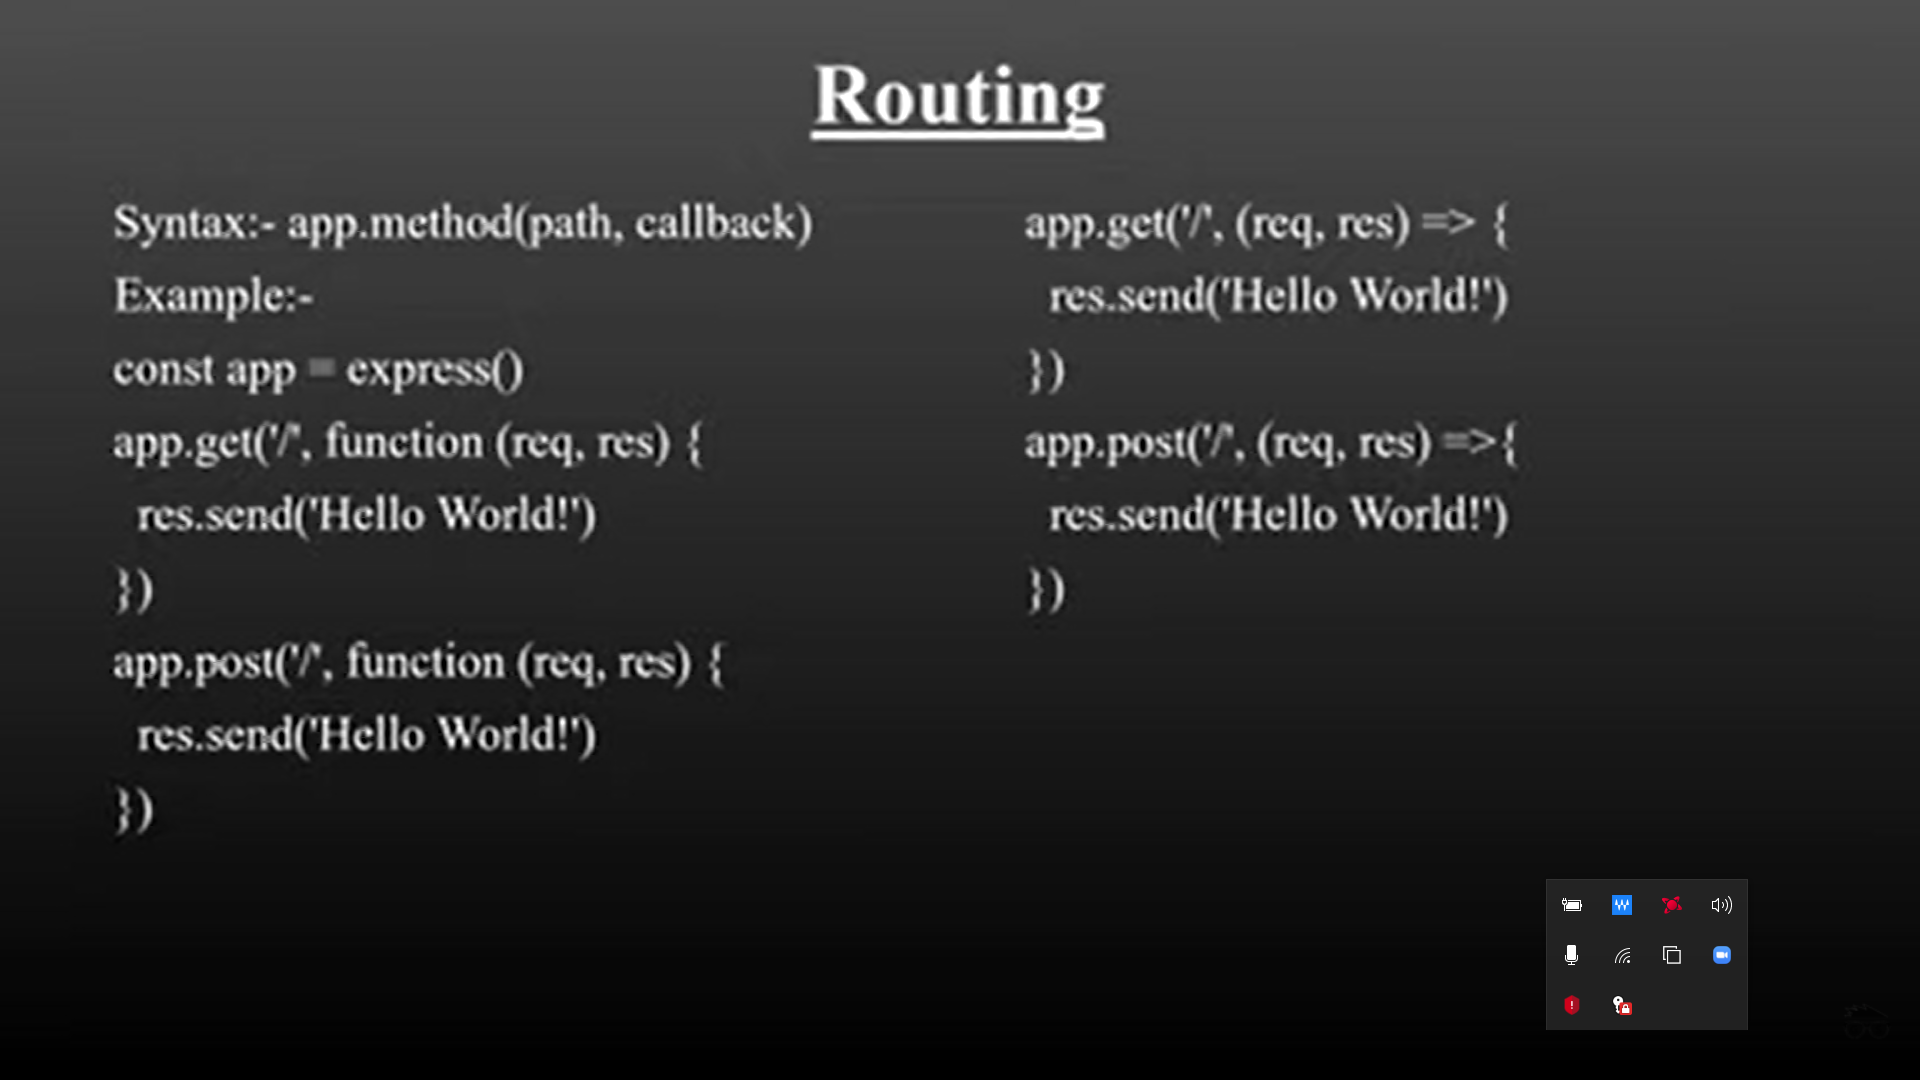 Routing
Syntax:- app.method(path, callback)
Example:-
const app = express()
app.get('/', function (req, res) {
res.send('Hello World!')
})
app.post('/', function (req, res) {
res.send('Hello World!')
})
app.get('/', (req, res) => {
res.send('Hello World!')
})
app.post('/', (req, res) =>{
res.send('Hello World!')
})